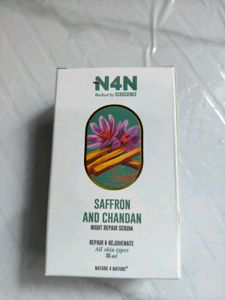 N4N
Backed by VEDOSCIENCE
SAFFRON
AND CHANDAN
NIGHT REPAIR SERUM
REPAIR & REJUVENATE
All skin types
30 ml
NATURE 4 NATURE®